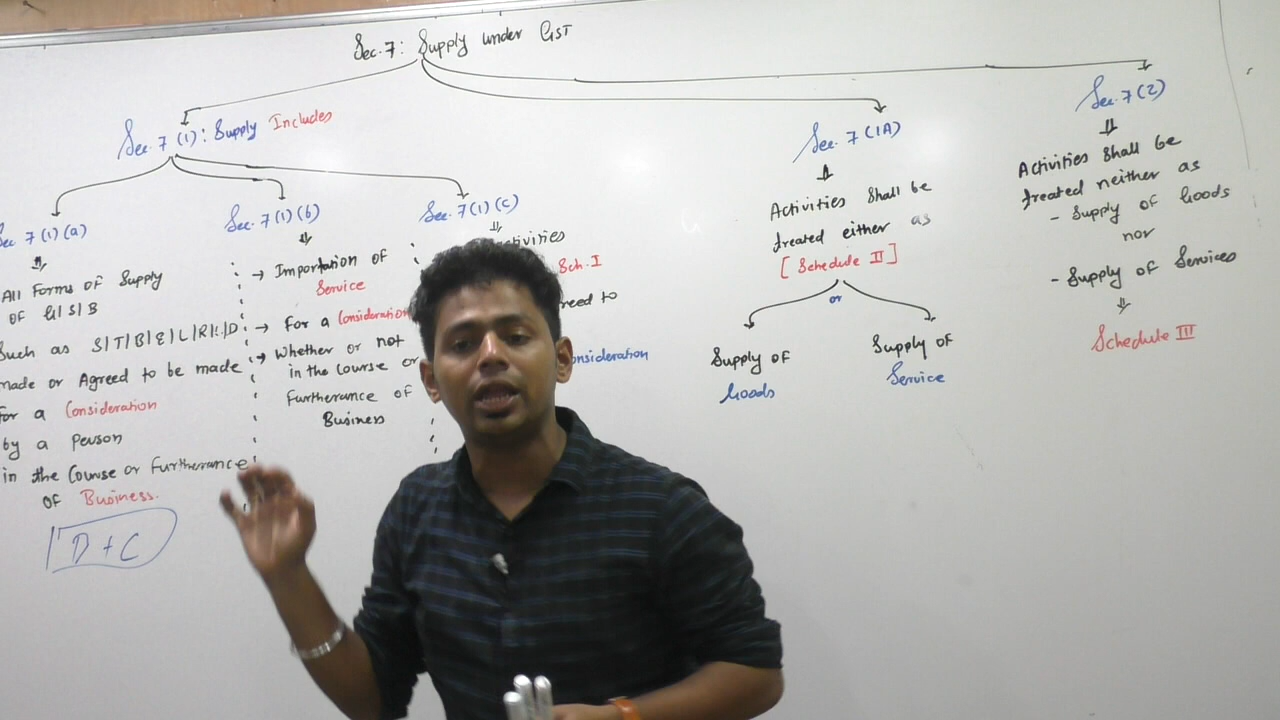 Sec. 7: Supply under GST
Sec. 7 (1): Supply Includes
Sec 7(1)(a)
All Forms of Supply
of G/S/B
Such as S/T/B/E/L/R/L/D
made or Agreed to be made
for a Consideration
by a Person
in the Course or Furtherance
of Business.
D + C
Sec. 7(1)(b)
→ Importation of
Service
→ For a Consideration
→ Whether or not
in the course or
Furtherance of
Business
Sec. 7(1)(c)
Activities
Sch. I
reed to
onsideration
Sec. 7(1A)
Activities Shall be
treated either as
[Schedule II]
or
Supply of
Goods
Supply of
Service
Sec. 7(2)
Activities Shall be
treated neither as
- Supply of Goods
nor
- Supply of Services
Schedule III